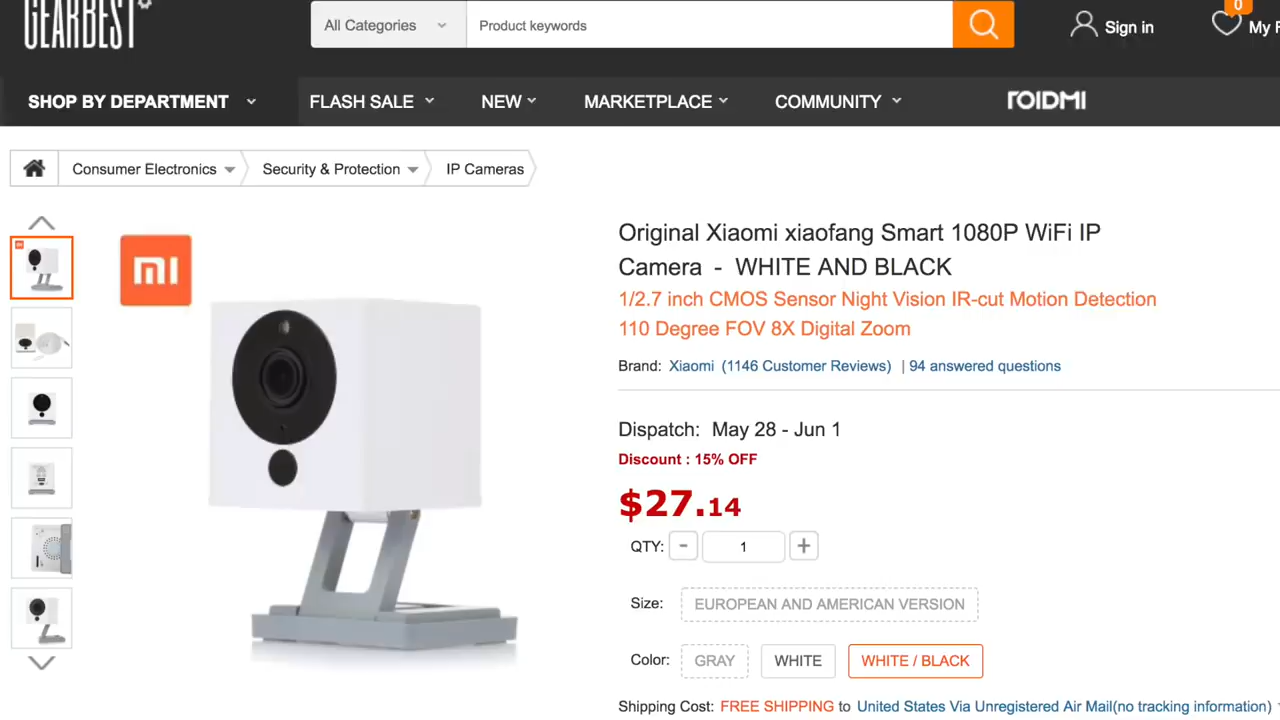 GEARBEST
All Categories
Product keywords
Sign in
0
My F
SHOP BY DEPARTMENT
FLASH SALE
NEW
MARKETPLACE
COMMUNITY
ROIDMI
Consumer Electronics
Security & Protection
IP Cameras
mi
mi
Original Xiaomi xiaofang Smart 1080P WiFi IP
Camera - WHITE AND BLACK
1/2.7 inch CMOS Sensor Night Vision IR-cut Motion Detection
110 Degree FOV 8X Digital Zoom
Brand: Xiaomi (1146 Customer Reviews) | 94 answered questions
Dispatch: May 28 - Jun 1
Discount : 15% OFF
$27.14
QTY: - 1 +
Size: EUROPEAN AND AMERICAN VERSION
Color: GRAY WHITE WHITE / BLACK
Shipping Cost: FREE SHIPPING to United States Via Unregistered Air Mail(no tracking information)